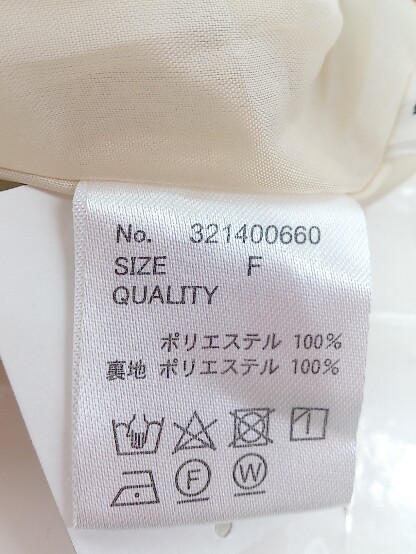 No. 321400660
SIZE F
QUALITY
ポリエステル 100%
裏地 ポリエステル 100%
F W